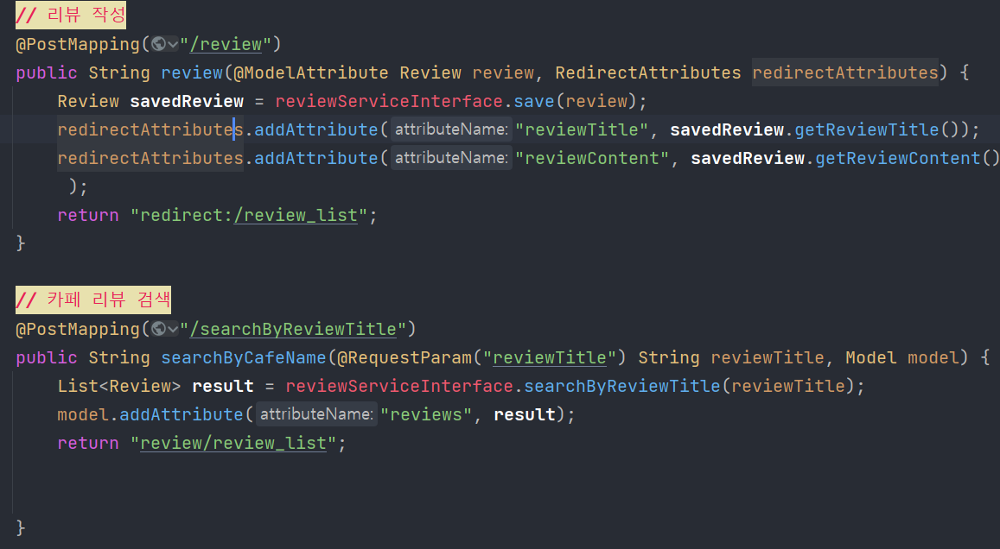 // 리뷰 작성
@PostMapping("/review")
public String review(@ModelAttribute Review review, RedirectAttributes redirectAttributes) {
    Review savedReview = reviewServiceInterface.save(review);
    redirectAttributes.addAttribute( attributeName: "reviewTitle", savedReview.getReviewTitle());
    redirectAttributes.addAttribute( attributeName: "reviewContent", savedReview.getReviewContent()
     );
    return "redirect:/review_list";
}
// 카페 리뷰 검색
@PostMapping("/searchByReviewTitle")
public String searchByCafeName(@RequestParam("reviewTitle") String reviewTitle, Model model) {
    List<Review> result = reviewServiceInterface.searchByReviewTitle(reviewTitle);
    model.addAttribute( attributeName: "reviews", result);
    return "review/review_list";
}